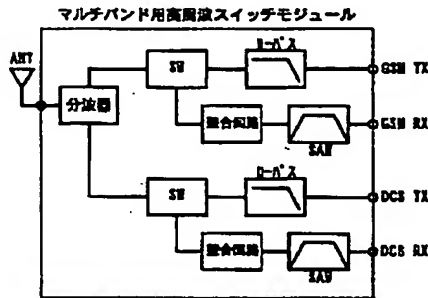 マルチバンド用高周波スイッチモジュール
ANT
分波器
SW
ローパス
GSM TX
整合回路
SAW
GSM RX
SW
ローパス
DCS TX
整合回路
SAW
DCS RX